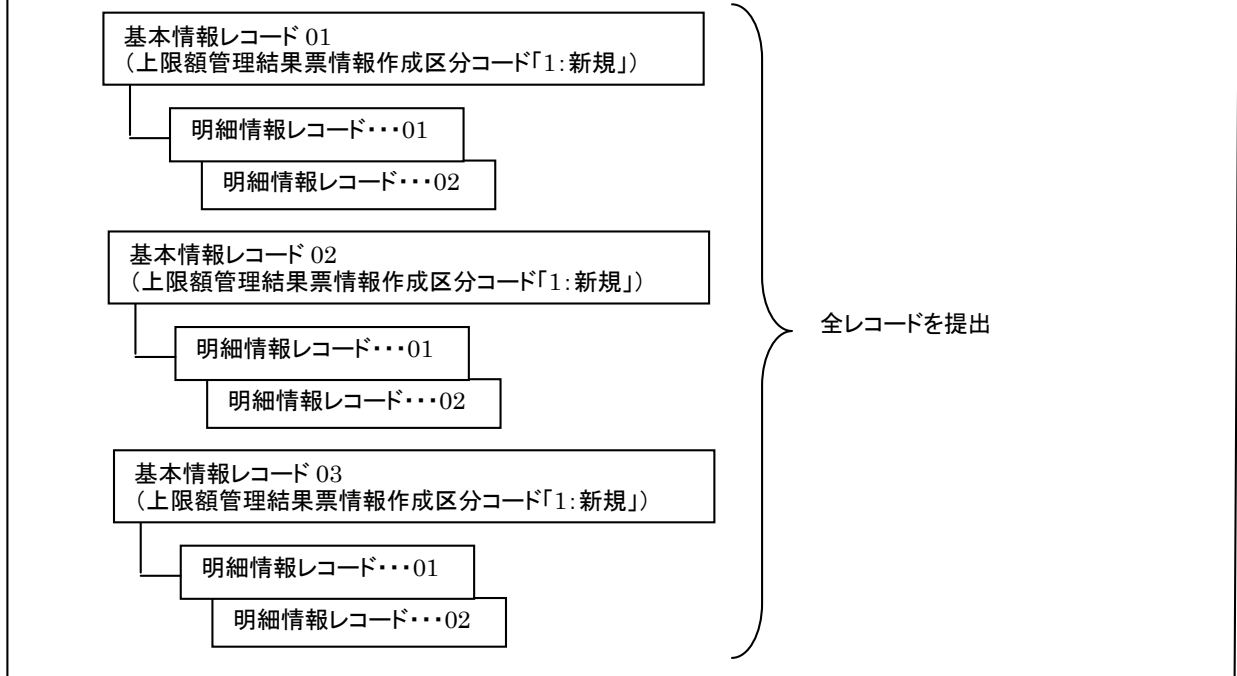 基本情報レコード 01
（上限額管理結果票情報作成区分コード「1：新規」）
明細情報レコード・・・01
明細情報レコード・・・02
基本情報レコード 02
（上限額管理結果票情報作成区分コード「1：新規」）
全レコードを提出
明細情報レコード・・・01
明細情報レコード・・・02
基本情報レコード 03
（上限額管理結果票情報作成区分コード「1：新規」）
明細情報レコード・・・01
明細情報レコード・・・02